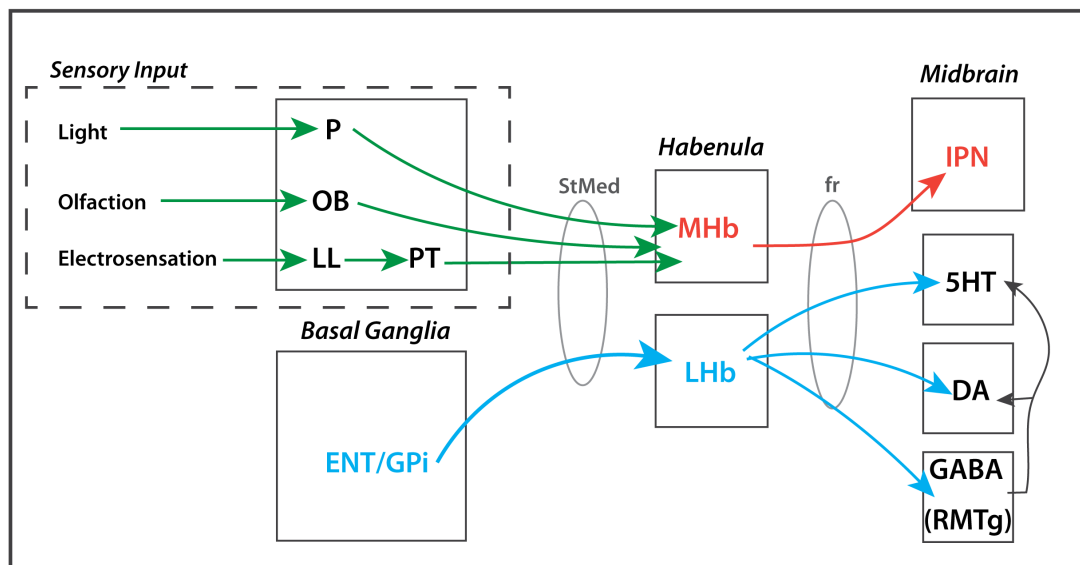 Sensory Input
Midbrain
Light
P
Habenula
IPN
StMed
fr
Olfaction
OB
MHb
Electrosensation
LL
PT
5HT
Basal Ganglia
LHb
DA
ENT/GPi
GABA
(RMTg)